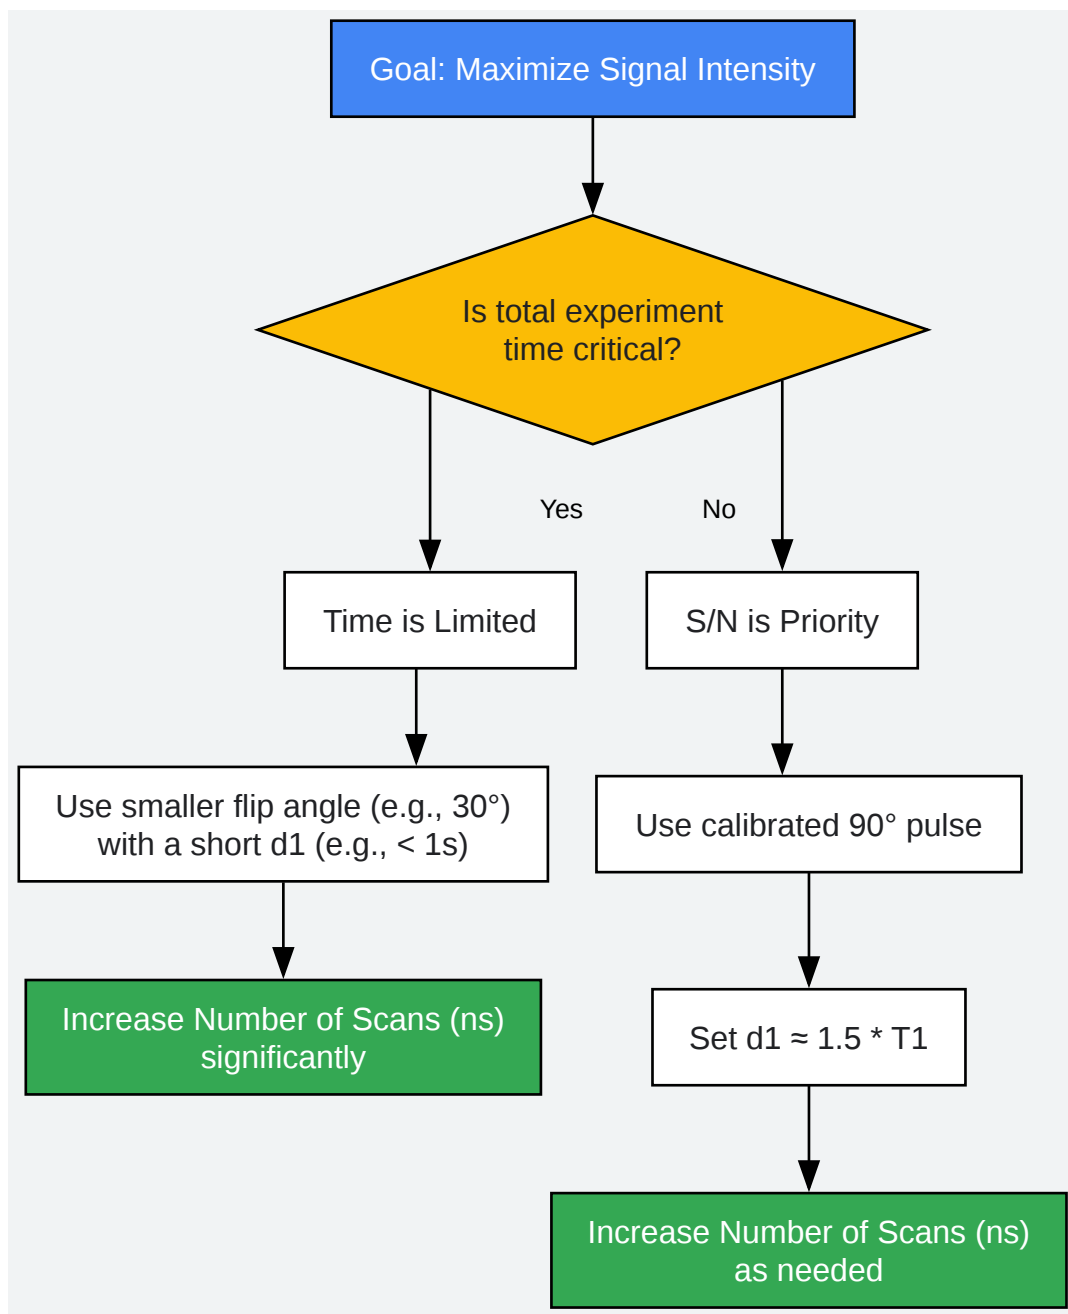 Goal: Maximize Signal Intensity
Is total experiment
time critical?
Yes
No
Time is Limited
S/N is Priority
Use smaller flip angle (e.g., 30°)
with a short d1 (e.g., < 1s)
Use calibrated 90° pulse
Increase Number of Scans (ns)
significantly
Set d1 ≈ 1.5 * T1
Increase Number of Scans (ns)
as needed